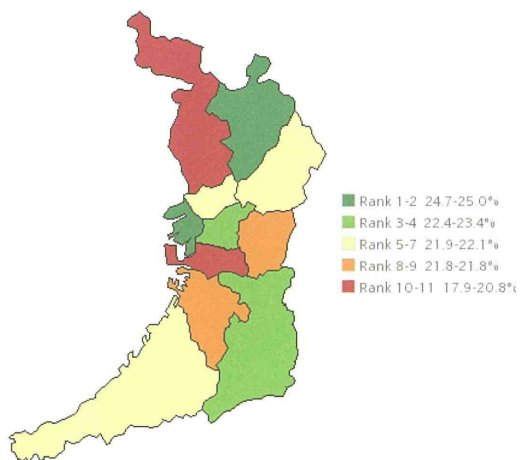 Rank 1-2 24.7-25.0%
Rank 3-4 22.4-23.4%
Rank 5-7 21.9-22.1%
Rank 8-9 21.8-21.8%
Rank 10-11 17.9-20.8%